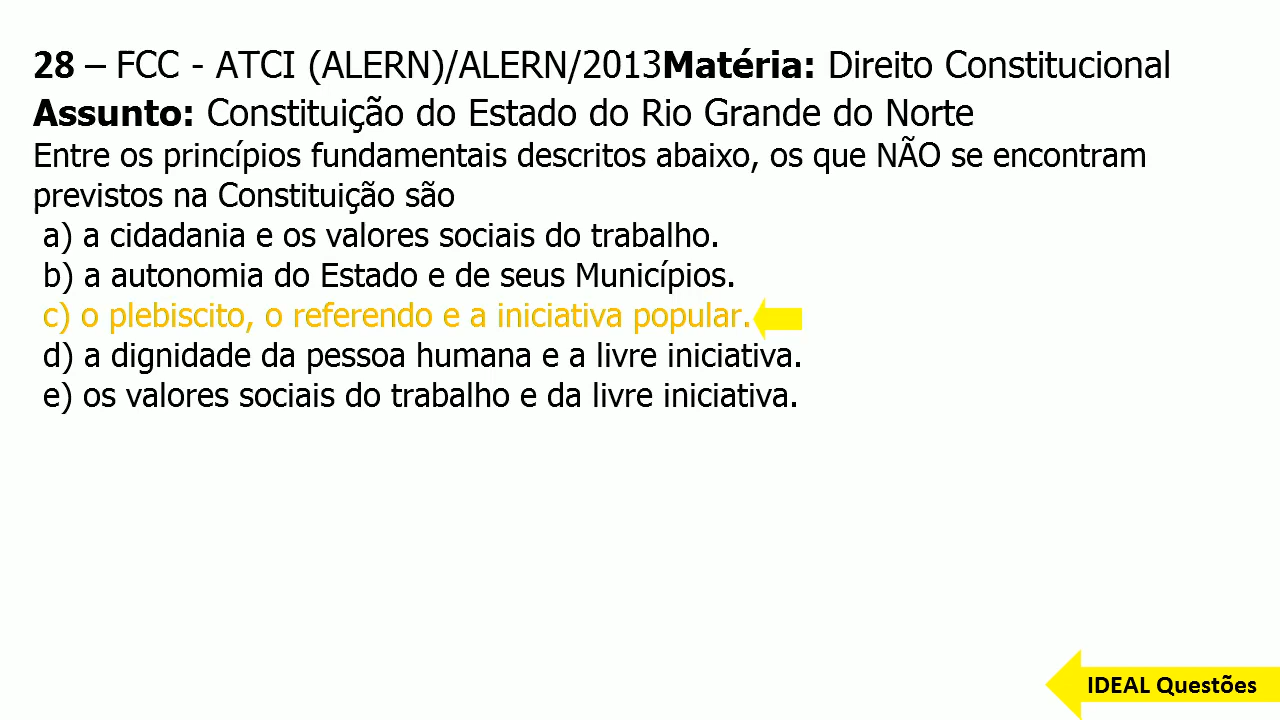 28 – FCC - ATCI (ALERN)/ALERN/2013Matéria: Direito Constitucional
Assunto: Constituição do Estado do Rio Grande do Norte
Entre os princípios fundamentais descritos abaixo, os que NÃO se encontram
previstos na Constituição são
a) a cidadania e os valores sociais do trabalho.
b) a autonomia do Estado e de seus Municípios.
c) o plebiscito, o referendo e a iniciativa popular.
d) a dignidade da pessoa humana e a livre iniciativa.
e) os valores sociais do trabalho e da livre iniciativa.
IDEAL Questões